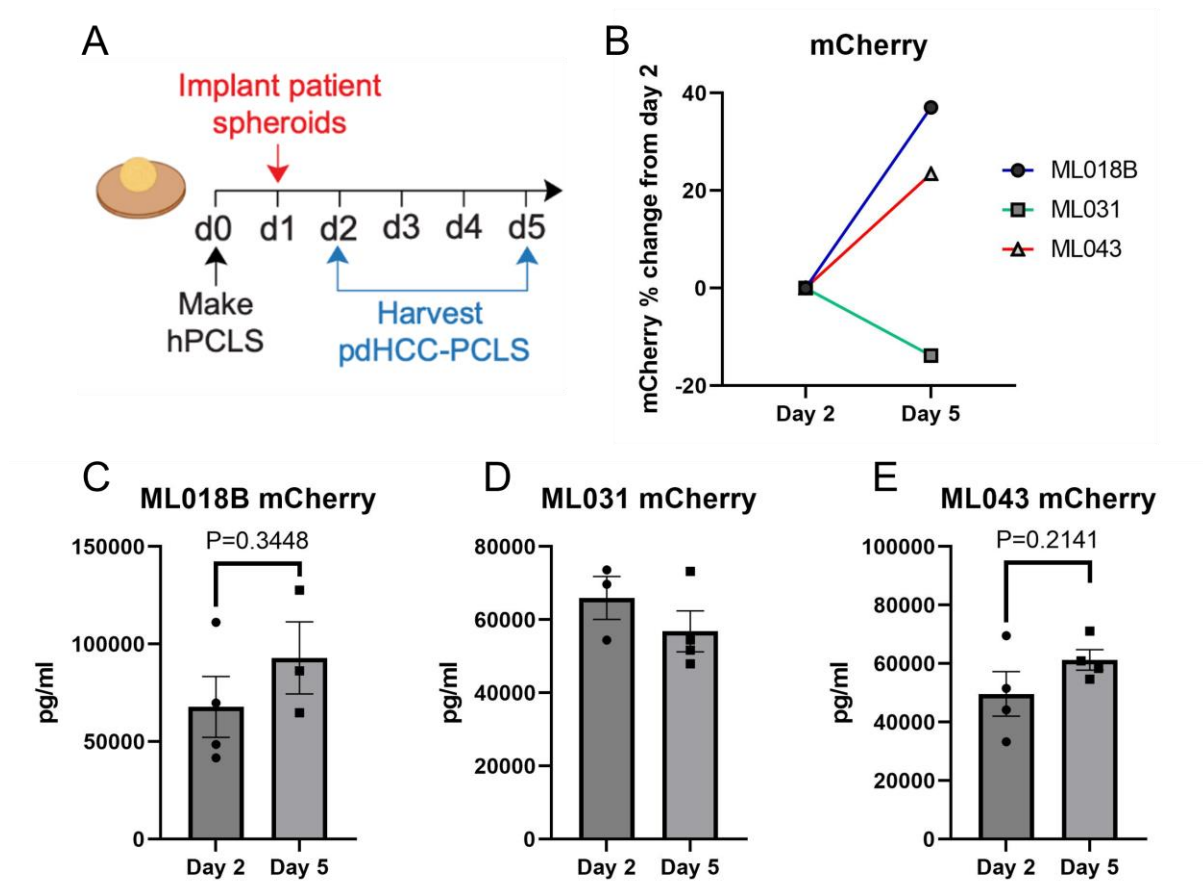 A
Implant patient
spheroids
d0 d1 d2 d3 d4 d5
Make
hPCLS
Harvest
pdHCC-PCLS
B
mCherry
mCherry % change from day 2
40
20
0
-20
Day 2 Day 5
ML018B
ML031
ML043
C
ML018B mCherry
P=0.3448
pg/ml
150000
100000
50000
0
Day 2 Day 5
D
ML031 mCherry
pg/ml
80000
60000
40000
20000
0
Day 2 Day 5
E
ML043 mCherry
P=0.2141
pg/ml
100000
80000
60000
40000
20000
0
Day 2 Day 5